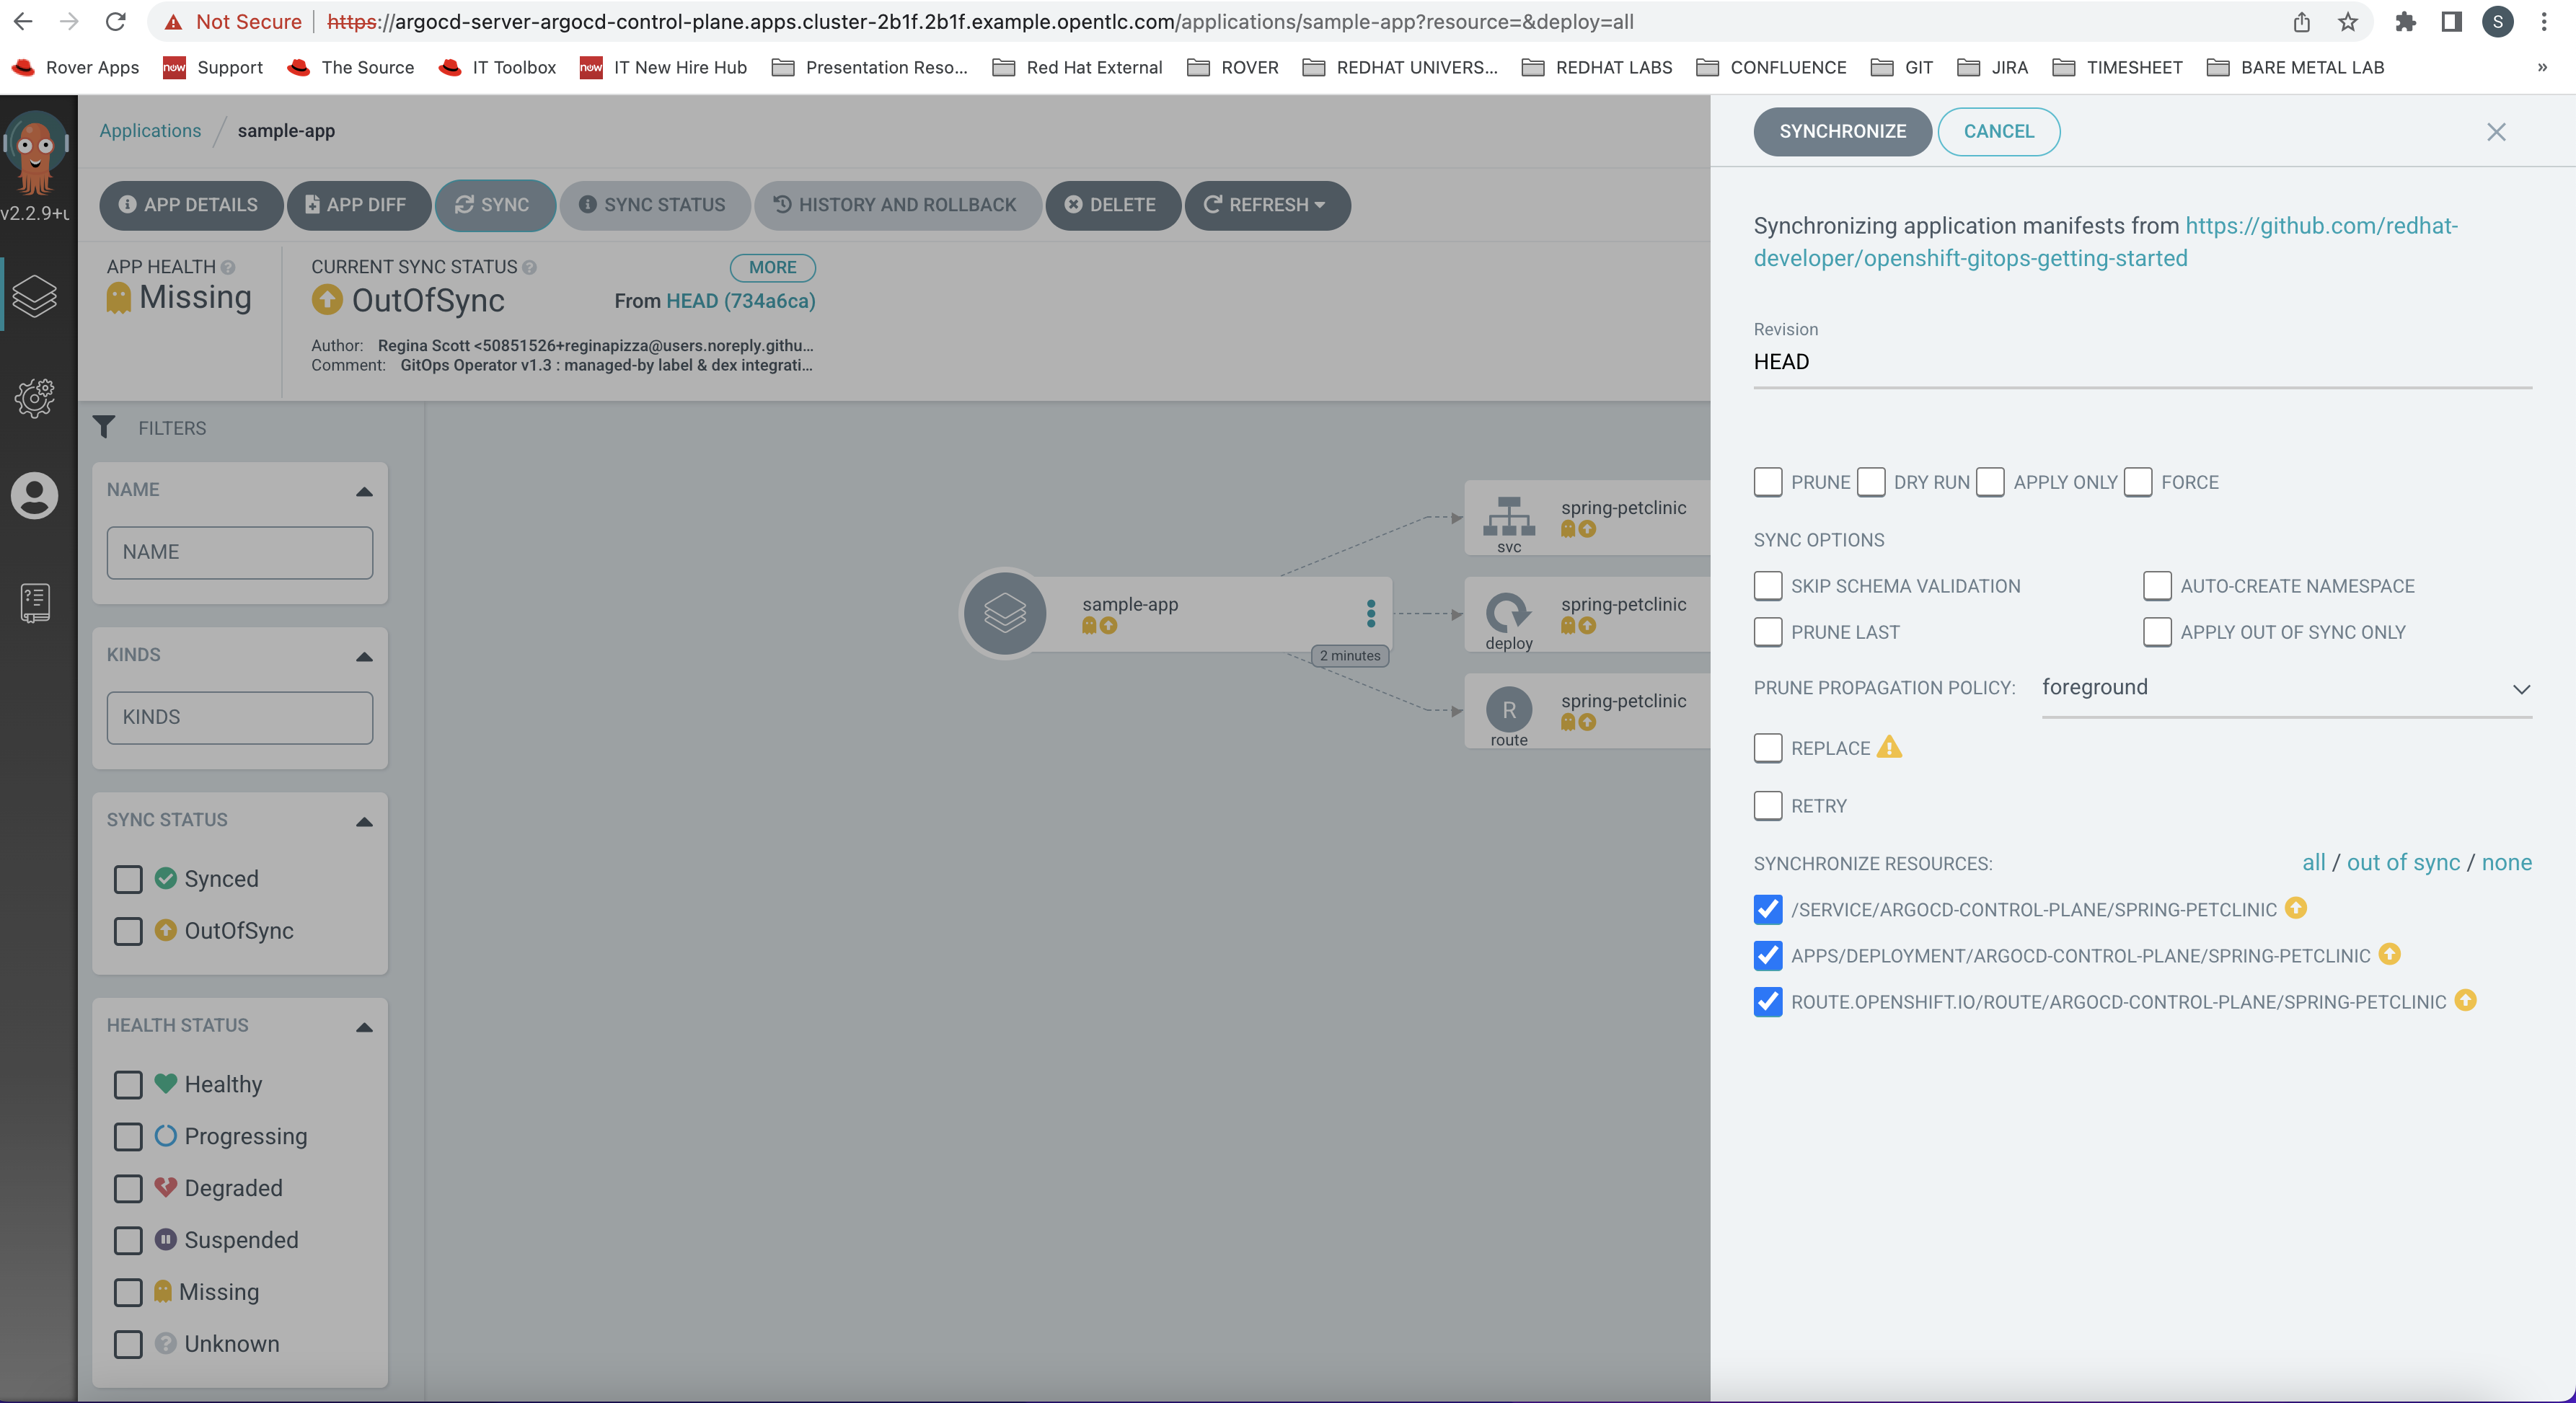 Not Secure | https://argocd-server-argocd-control-plane.apps.cluster-2b1f.2b1f.example.opentlc.com/applications/sample-app?resource=&deploy=all
S
Rover Apps
now Support
The Source
IT Toolbox
now IT New Hire Hub
Presentation Reso...
Red Hat External
ROVER
REDHAT UNIVERS...
REDHAT LABS
CONFLUENCE
GIT
JIRA
TIMESHEET
BARE METAL LAB
»
v2.2.9+u
Applications / sample-app
APP DETAILS
APP DIFF
SYNC
SYNC STATUS
HISTORY AND ROLLBACK
DELETE
REFRESH
APP HEALTH
Missing
CURRENT SYNC STATUS
MORE
OutOfSync
From HEAD (734a6ca)
Author: Regina Scott <50851526+reginapizza@users.noreply.githu...
Comment: GitOps Operator v1.3 : managed-by label & dex integrati...
FILTERS
NAME
NAME
KINDS
KINDS
SYNC STATUS
Synced
OutOfSync
HEALTH STATUS
Healthy
Progressing
Degraded
Suspended
Missing
Unknown
sample-app
2 minutes
spring-petclinic
svc
spring-petclinic
deploy
spring-petclinic
R
route
SYNCHRONIZE
CANCEL
Synchronizing application manifests from https://github.com/redhat-
developer/openshift-gitops-getting-started
Revision
HEAD
PRUNE DRY RUN APPLY ONLY FORCE
SYNC OPTIONS
SKIP SCHEMA VALIDATION AUTO-CREATE NAMESPACE
PRUNE LAST APPLY OUT OF SYNC ONLY
PRUNE PROPAGATION POLICY: foreground
REPLACE
RETRY
SYNCHRONIZE RESOURCES: all / out of sync / none
/SERVICE/ARGOCD-CONTROL-PLANE/SPRING-PETCLINIC
APPS/DEPLOYMENT/ARGOCD-CONTROL-PLANE/SPRING-PETCLINIC
ROUTE.OPENSHIFT.IO/ROUTE/ARGOCD-CONTROL-PLANE/SPRING-PETCLINIC